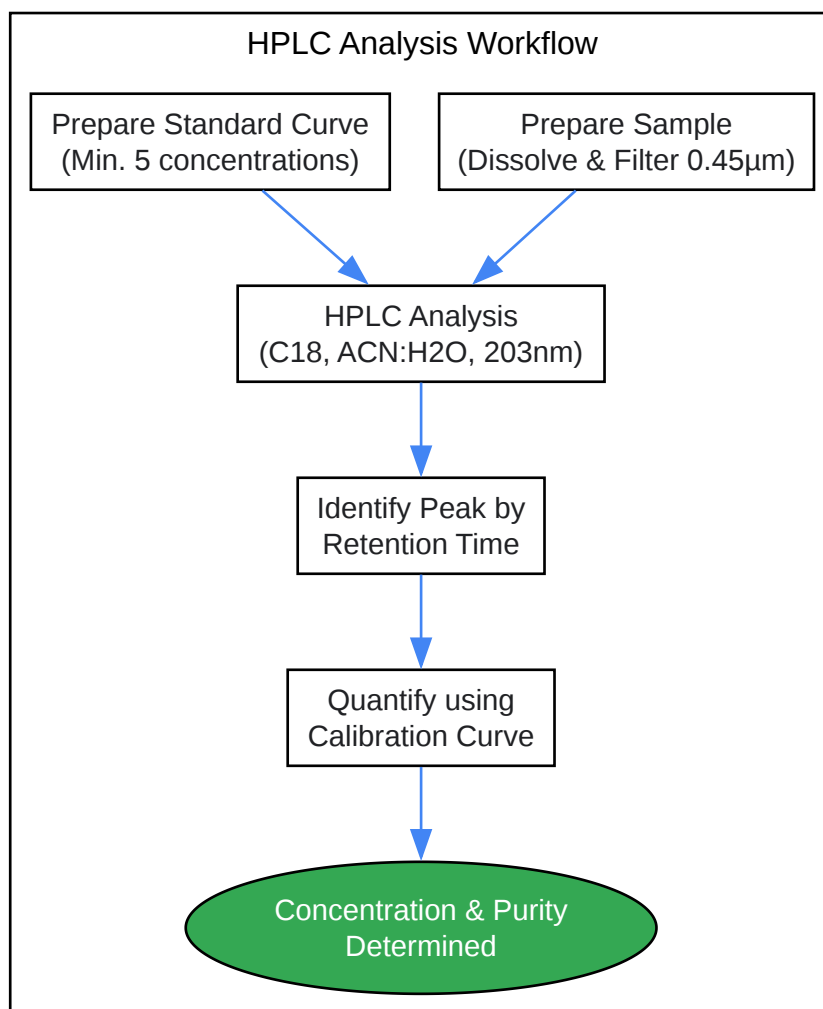 HPLC Analysis Workflow
Prepare Standard Curve
(Min. 5 concentrations)
Prepare Sample
(Dissolve & Filter 0.45µm)
HPLC Analysis
(C18, ACN:H2O, 203nm)
Identify Peak by
Retention Time
Quantify using
Calibration Curve
Concentration & Purity
Determined